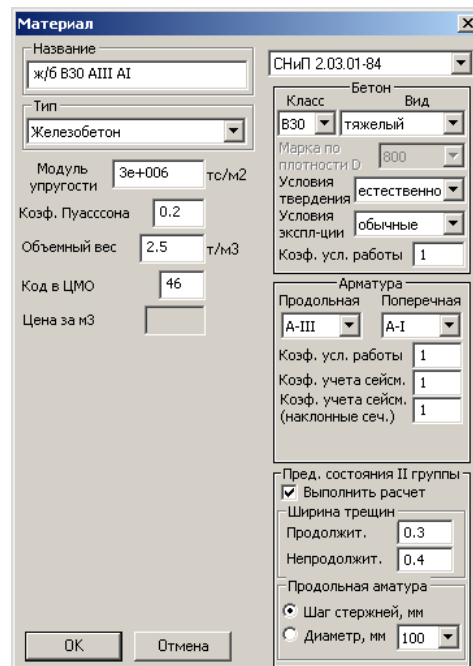 Материал
Название
ж/б В30 АIII АI
Тип
Железобетон
Модуль упругости 3e+006 тс/м2
Коэф. Пуасссона 0.2
Объемный вес 2.5 т/м3
Код в ЦМО 46
Цена за м3
OK Отмена
СНиП 2.03.01-84
Бетон
Класс Вид
В30 тяжелый
Марка по плотности D 800
Условия твердения естественно
Условия экспл-ции обычные
Коэф. усл. работы 1
Арматура
Продольная Поперечная
А-III А-I
Коэф. усл. работы 1
Коэф. учета сейсм. 1
Коэф. учета сейсм. (наклонные сеч.) 1
Пред. состояния II группы
Выполнить расчет
Ширина трещин
Продолжит. 0.3
Непродолжит. 0.4
Продольная аматура
Шаг стержней, мм
Диаметр, мм 100